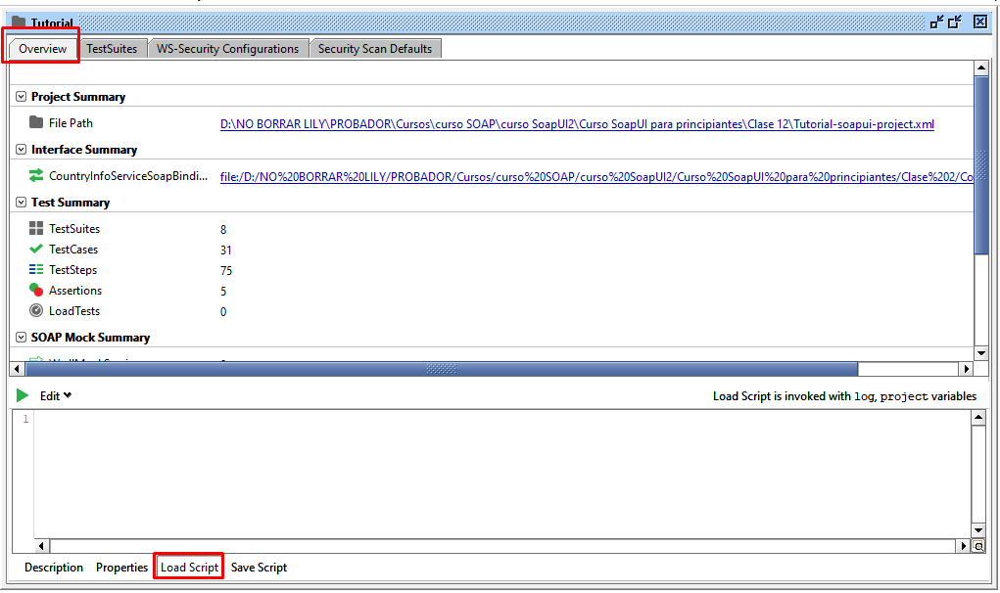 Tutorial
Overview TestSuites WS-Security Configurations Security Scan Defaults
Project Summary
File Path D:\NO BORRAR LILY\PROBADOR\Cursos\curso SOAP\curso SoapUI2\Curso SoapUI para principiantes\Clase 12\Tutorial-soapui-project.xml
Interface Summary
CountryInfoServiceSoapBindi... file:/D:/NO%20BORRAR%20LILY/PROBADOR/Cursos/curso%20SOAP/curso%20SoapUI2/Curso%20SoapUI%20para%20principiantes/Clase%202/Co
Test Summary
TestSuites 8
TestCases 31
TestSteps 75
Assertions 5
LoadTests 0
SOAP Mock Summary
Edit Load Script is invoked with log, project variables
1
Description Properties Load Script Save Script